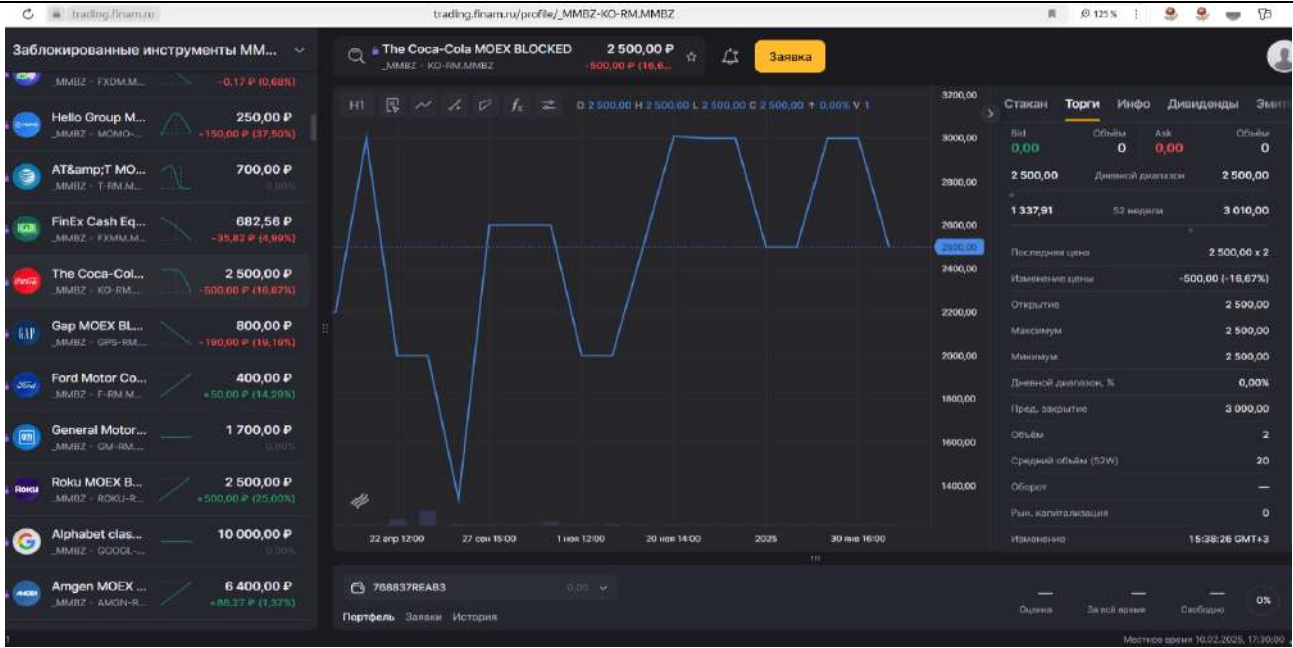 trading.finam.ru
trading.finam.ru/profile/_MMBZ-KO-RM.MMBZ
125 %
Заблокированные инструменты ММ...
_MMBZ - FXDM.M...
-0,17 ₽ (0,68%)
Hello Group M...
250,00 ₽
_MMBZ - MOMO-...
-150,00 ₽ (37,50%)
AT&amp;T MO...
700,00 ₽
_MMBZ - T-RM.M...
0,00%
FinEx Cash Eq...
682,56 ₽
_MMBZ - FXMM.M...
-35,82 ₽ (4,99%)
The Coca-Col...
2 500,00 ₽
_MMBZ - KO-RM....
-500,00 ₽ (16,67%)
GAP
Gap MOEX BL...
800,00 ₽
_MMBZ - GPS-RM....
-190,00 ₽ (19,19%)
Ford
Ford Motor Co...
400,00 ₽
_MMBZ - F-RM.M...
+50,00 ₽ (14,29%)
gm
General Motor...
1 700,00 ₽
_MMBZ - GM-RM....
0,00%
ROKU
Roku MOEX B...
2 500,00 ₽
_MMBZ - ROKU-R...
+500,00 ₽ (25,00%)
Alphabet clas...
10 000,00 ₽
_MMBZ - GOOGL-...
0,00%
AMGEN
Amgen MOEX ...
6 400,00 ₽
_MMBZ - AMGN-R...
+86,27 ₽ (1,37%)
The Coca-Cola MOEX BLOCKED
2 500,00 ₽
_MMBZ - KO-RM.MMBZ
-500,00 ₽ (16,6...
Заявка
H1
fx
O 2 500,00 H 2 500,00 L 2 500,00 C 2 500,00 0,00% V 1
3200,00
3000,00
2800,00
2600,00
2500,00
2400,00
2200,00
2000,00
1800,00
1600,00
1400,00
22 апр 12:00
27 сен 15:00
1 ноя 12:00
20 ноя 14:00
2025
30 янв 16:00
Стакан Торги Инфо Дивиденды Эмит
Bid Объём Ask Объём
0,00 0 0,00 0
2 500,00 Дневной диапазон 2 500,00
1 337,91 52 недели 3 010,00
Последняя цена 2 500,00 x 2
Изменение цены -500,00 (-16,67%)
Открытие 2 500,00
Максимум 2 500,00
Минимум 2 500,00
Дневной диапазон, % 0,00%
Пред. закрытие 3 000,00
Объём 2
Средний объём (52W) 20
Оборот —
Рын. капитализация 0
Изменение 15:38:26 GMT+3
768837REAB3
0,00
Портфель Заявки История
— — —
Оценка За всё время Свободно
0%
Местное время 10.02.2025, 17:30:00